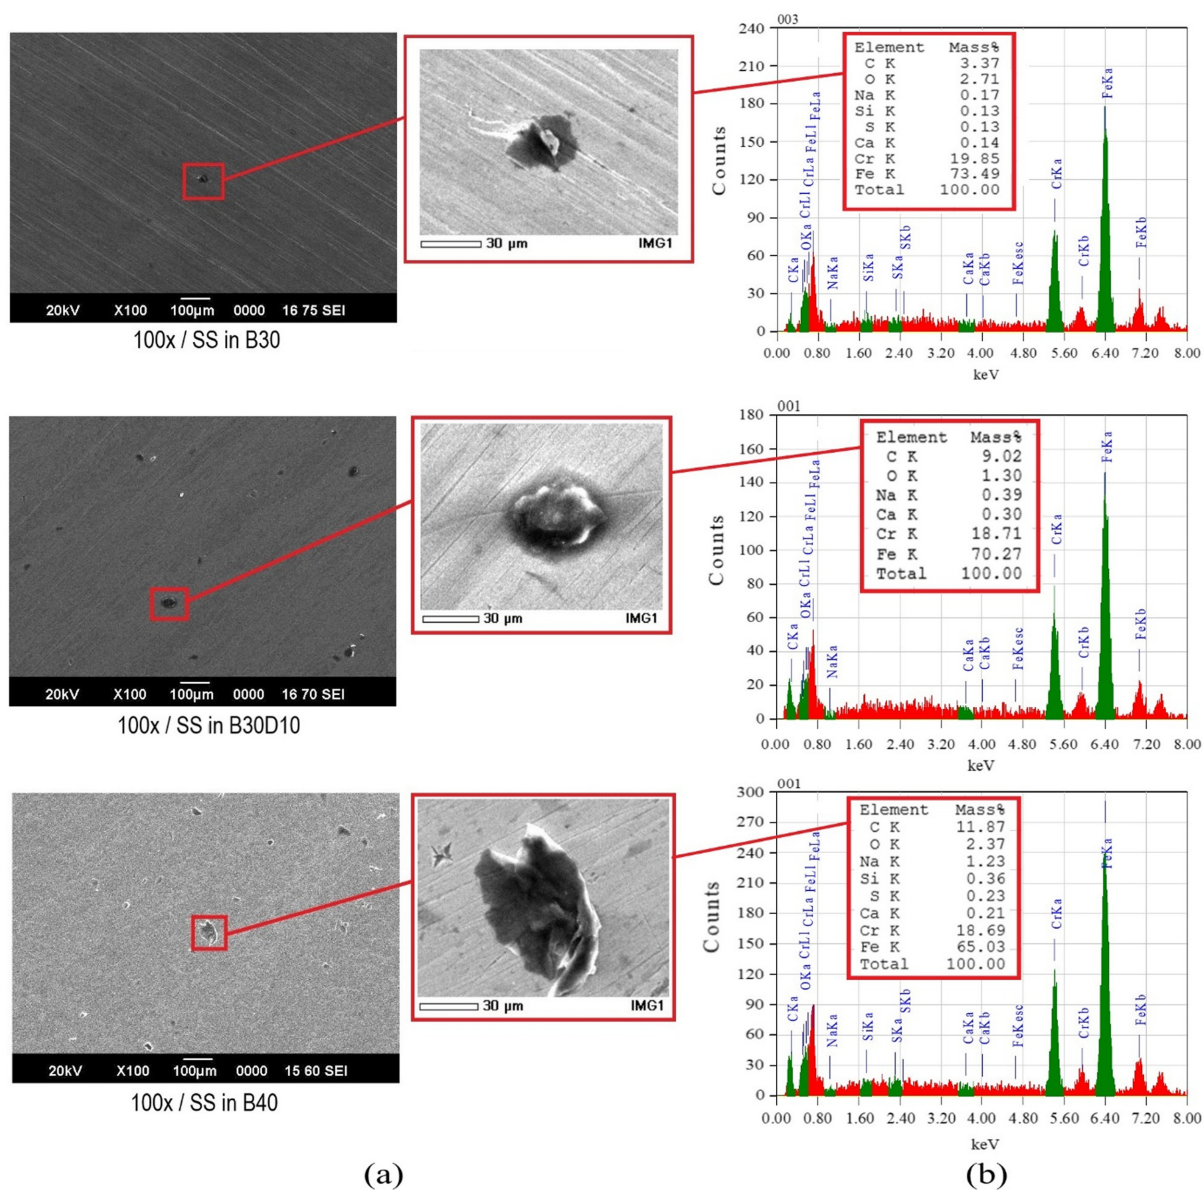 20kV X100 100µm 0000 16 75 SEI
100x / SS in B30
30 µm IMG1
003
Element Mass%
C K 3.37
O K 2.71
Na K 0.17
Si K 0.13
S K 0.13
Ca K 0.14
Cr K 19.85
Fe K 73.49
Total 100.00
Counts
240
210
180
150
120
90
60
30
0
CKa
OKa CrLl CrLa FeLl FeLa
NaKa
SiKa
SKa
SKb
CaKa
CaKb
FeKesc
CrKa
CrKb
FeKa
FeKb
0.00 0.80 1.60 2.40 3.20 4.00 4.80 5.60 6.40 7.20 8.00
keV
20kV X100 100µm 0000 16 70 SEI
100x / SS in B30D10
30 µm IMG1
001
Element Mass%
C K 9.02
O K 1.30
Na K 0.39
Ca K 0.30
Cr K 18.71
Fe K 70.27
Total 100.00
Counts
180
160
140
120
100
80
60
40
20
0
CKa
OKa CrLl CrLa FeLl FeLa
NaKa
CaKa
CaKb
FeKesc
CrKa
CrKb
FeKa
FeKb
0.00 0.80 1.60 2.40 3.20 4.00 4.80 5.60 6.40 7.20 8.00
keV
20kV X100 100µm 0000 15 60 SEI
100x / SS in B40
30 µm IMG1
001
Element Mass%
C K 11.87
O K 2.37
Na K 1.23
Si K 0.36
S K 0.23
Ca K 0.21
Cr K 18.69
Fe K 65.03
Total 100.00
Counts
300
270
240
210
180
150
120
90
60
30
0
CKa
OKa CrLl CrLa FeLl FeLa
NaKa
SiKa
SKa
SKb
CaKa
CaKb
FeKesc
CrKa
CrKb
FeKa
FeKb
0.00 0.80 1.60 2.40 3.20 4.00 4.80 5.60 6.40 7.20 8.00
keV
(a) (b)